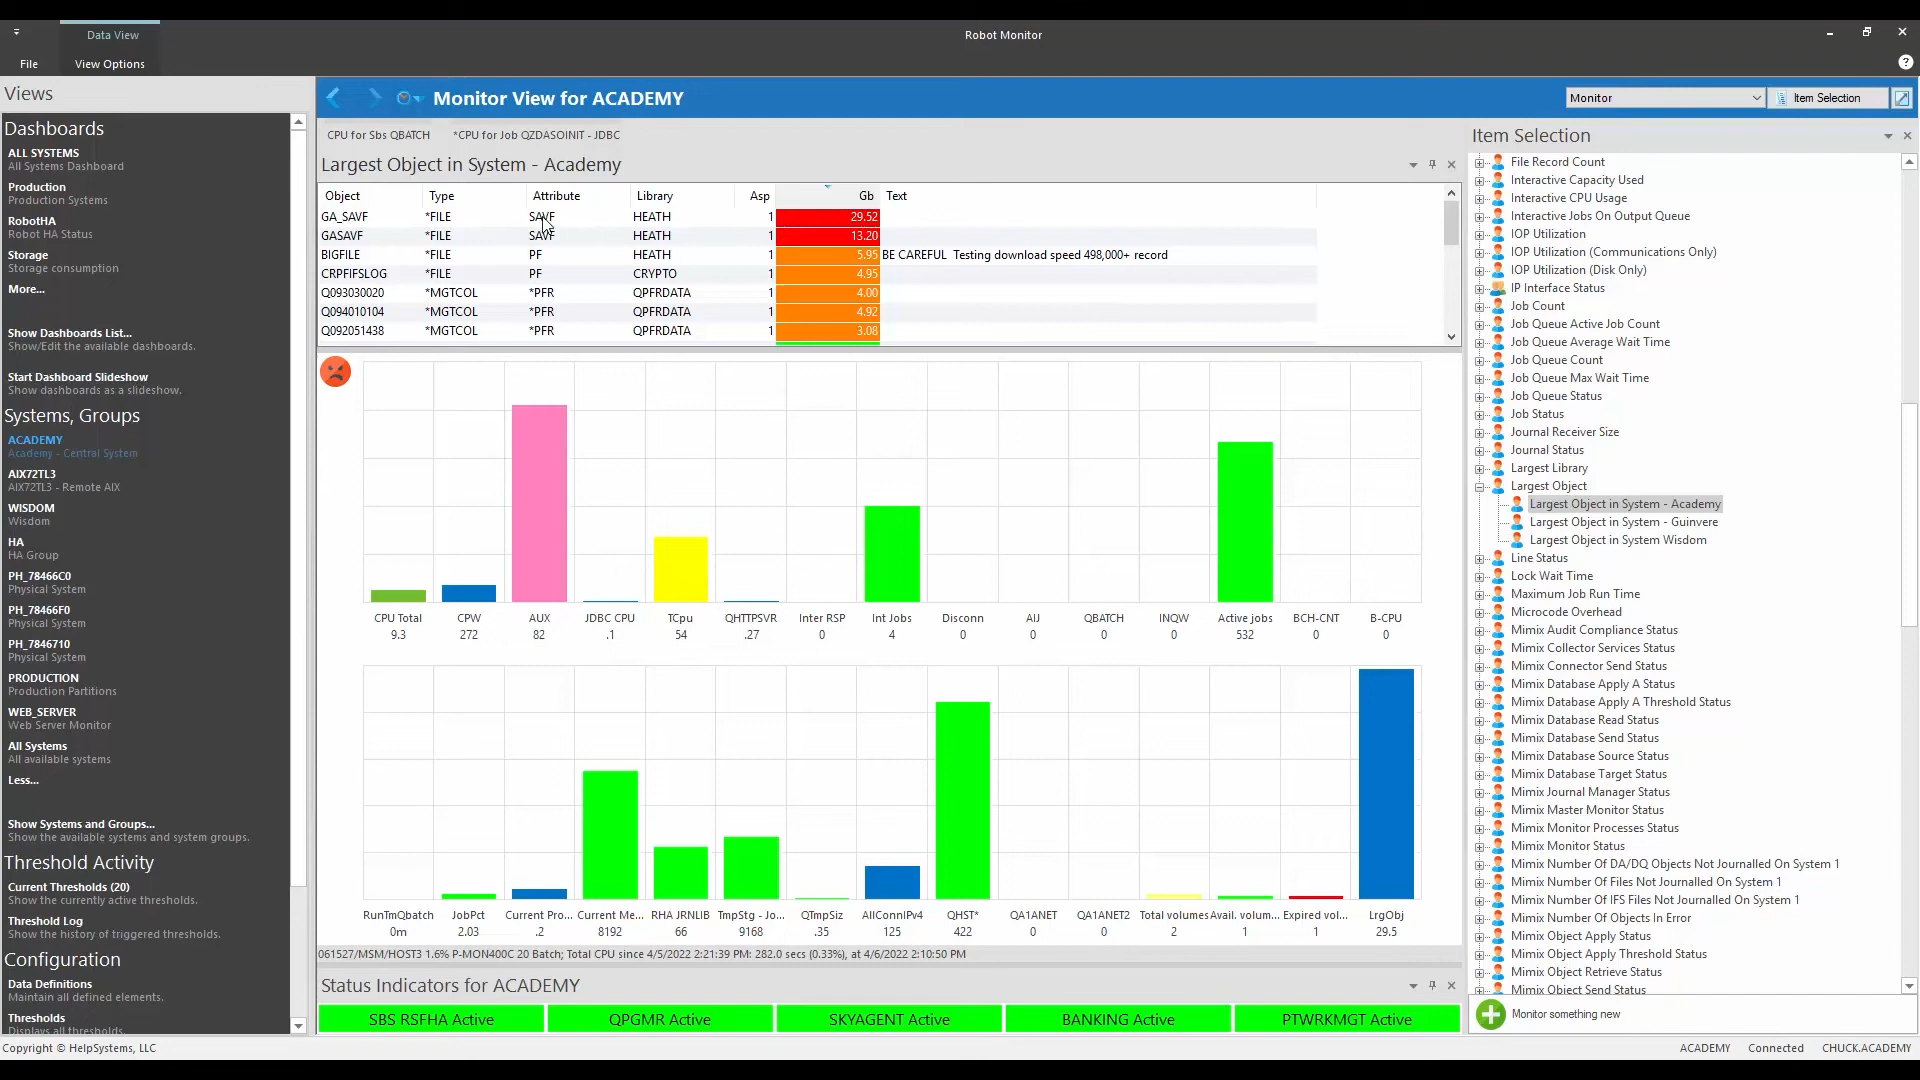 Data View
Robot Monitor
File
View Options
?
Views
Dashboards
ALL SYSTEMS
All Systems Dashboard
Production
Production Systems
RobotHA
Robot HA Status
Storage
Storage consumption
More...
Show Dashboards List...
Show/Edit the available dashboards.
Start Dashboard Slideshow
Show dashboards as a slideshow.
Systems, Groups
ACADEMY
Academy - Central System
AIX72TL3
AIX72TL3 - Remote AIX
WISDOM
Wisdom
HA
HA Group
PH_78466C0
Physical System
PH_78466F0
Physical System
PH_7846710
Physical System
PRODUCTION
Production Partitions
WEB_SERVER
Web Server Monitor
All Systems
All available systems
Less...
Show Systems and Groups...
Show the available systems and system groups.
Threshold Activity
Current Thresholds (20)
Show the currently active thresholds.
Threshold Log
Show the history of triggered thresholds.
Configuration
Data Definitions
Maintain all defined elements.
Thresholds
Displays all thresholds.
Monitor View for ACADEMY
Monitor
Item Selection
CPU for Sbs QBATCH *CPU for Job QZDASOINIT - JDBC
Largest Object in System - Academy
Object Type Attribute Library Asp Gb Text
GA_SAVF *FILE SAVF HEATH 1 29.52
GASAVF *FILE SAVF HEATH 1 13.20
BIGFILE *FILE PF HEATH 1 5.95 BE CAREFUL Testing download speed 498,000+ record
CRPFIFSLOG *FILE PF CRYPTO 1 4.95
Q093030020 *MGTCOL *PFR QPFRDATA 1 4.00
Q094010104 *MGTCOL *PFR QPFRDATA 1 4.92
Q092051438 *MGTCOL *PFR QPFRDATA 1 3.08
CPU Total CPW AUX JDBC CPU TCpu QHTTPSVR Inter RSP Int Jobs Disconn AIJ QBATCH INQW Active jobs BCH-CNT B-CPU
9.3 272 82 .1 54 .27 0 4 0 0 0 0 532 0 0
RunTmQbatch JobPct Current Pro... Current Me... RHA JRNLIB TmpStg - Jo... QTmpSiz AllConnIPv4 QHST* QA1ANET QA1ANET2 Total volumes Avail. volum... Expired vol... LrgObj
0m 2.03 .2 8192 66 9168 .35 125 422 0 0 2 1 1 29.5
061527/MSM/HOST3 1.6% P-MON400C 20 Batch; Total CPU since 4/5/2022 2:21:39 PM: 282.0 secs (0.33%), at 4/6/2022 2:10:50 PM
Status Indicators for ACADEMY
SBS RSFHA Active QPGMR Active SKYAGENT Active BANKING Active PTWRKMGT Active
Item Selection
File Record Count
Interactive Capacity Used
Interactive CPU Usage
Interactive Jobs On Output Queue
IOP Utilization
IOP Utilization (Communications Only)
IOP Utilization (Disk Only)
IP Interface Status
Job Count
Job Queue Active Job Count
Job Queue Average Wait Time
Job Queue Count
Job Queue Max Wait Time
Job Queue Status
Job Status
Journal Receiver Size
Journal Status
Largest Library
Largest Object
Largest Object in System - Academy
Largest Object in System - Guinvere
Largest Object in System Wisdom
Line Status
Lock Wait Time
Maximum Job Run Time
Microcode Overhead
Mimix Audit Compliance Status
Mimix Collector Services Status
Mimix Connector Send Status
Mimix Database Apply A Status
Mimix Database Apply A Threshold Status
Mimix Database Read Status
Mimix Database Send Status
Mimix Database Source Status
Mimix Database Target Status
Mimix Journal Manager Status
Mimix Master Monitor Status
Mimix Monitor Processes Status
Mimix Monitor Status
Mimix Number Of DA/DQ Objects Not Journalled On System 1
Mimix Number Of Files Not Journalled On System 1
Mimix Number Of IFS Files Not Journalled On System 1
Mimix Number Of Objects In Error
Mimix Object Apply Status
Mimix Object Apply Threshold Status
Mimix Object Retrieve Status
Mimix Object Send Status
Monitor something new
Copyright © HelpSystems, LLC
ACADEMY Connected CHUCK.ACADEMY